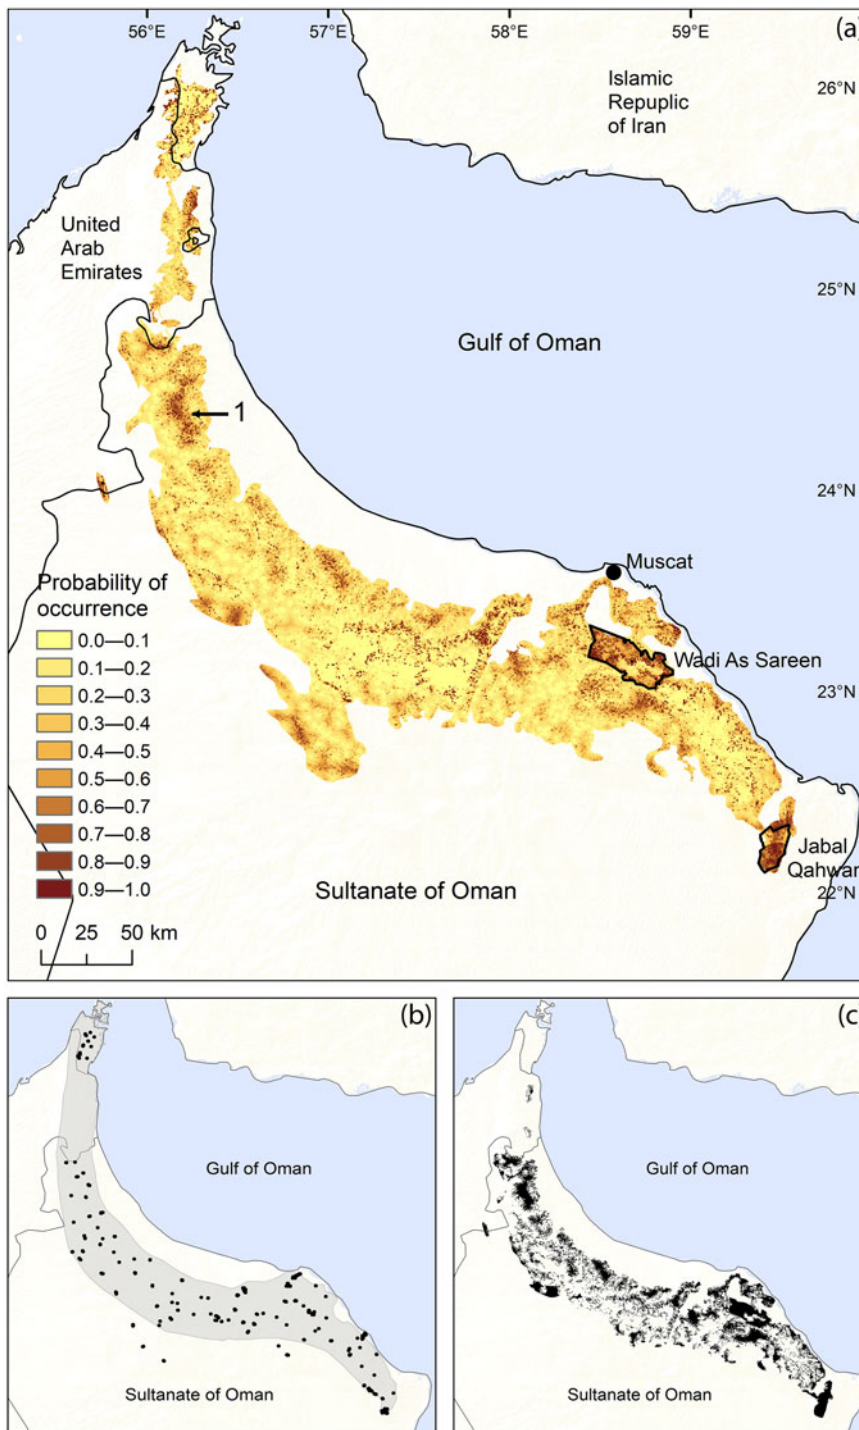 56°E
57°E
58°E
59°E
(a)
26°N
Islamic
Repuplic
of Iran
United
Arab
Emirates
25°N
Gulf of Oman
1
24°N
Muscat
Probability of
occurrence
0.0—0.1
0.1—0.2
0.2—0.3
0.3—0.4
0.4—0.5
0.5—0.6
0.6—0.7
0.7—0.8
0.8—0.9
0.9—1.0
Wadi As Sareen
23°N
Jabal
Qahwan
22°N
Sultanate of Oman
0 25 50 km
(b)
Gulf of Oman
Sultanate of Oman
(c)
Gulf of Oman
Sultanate of Oman